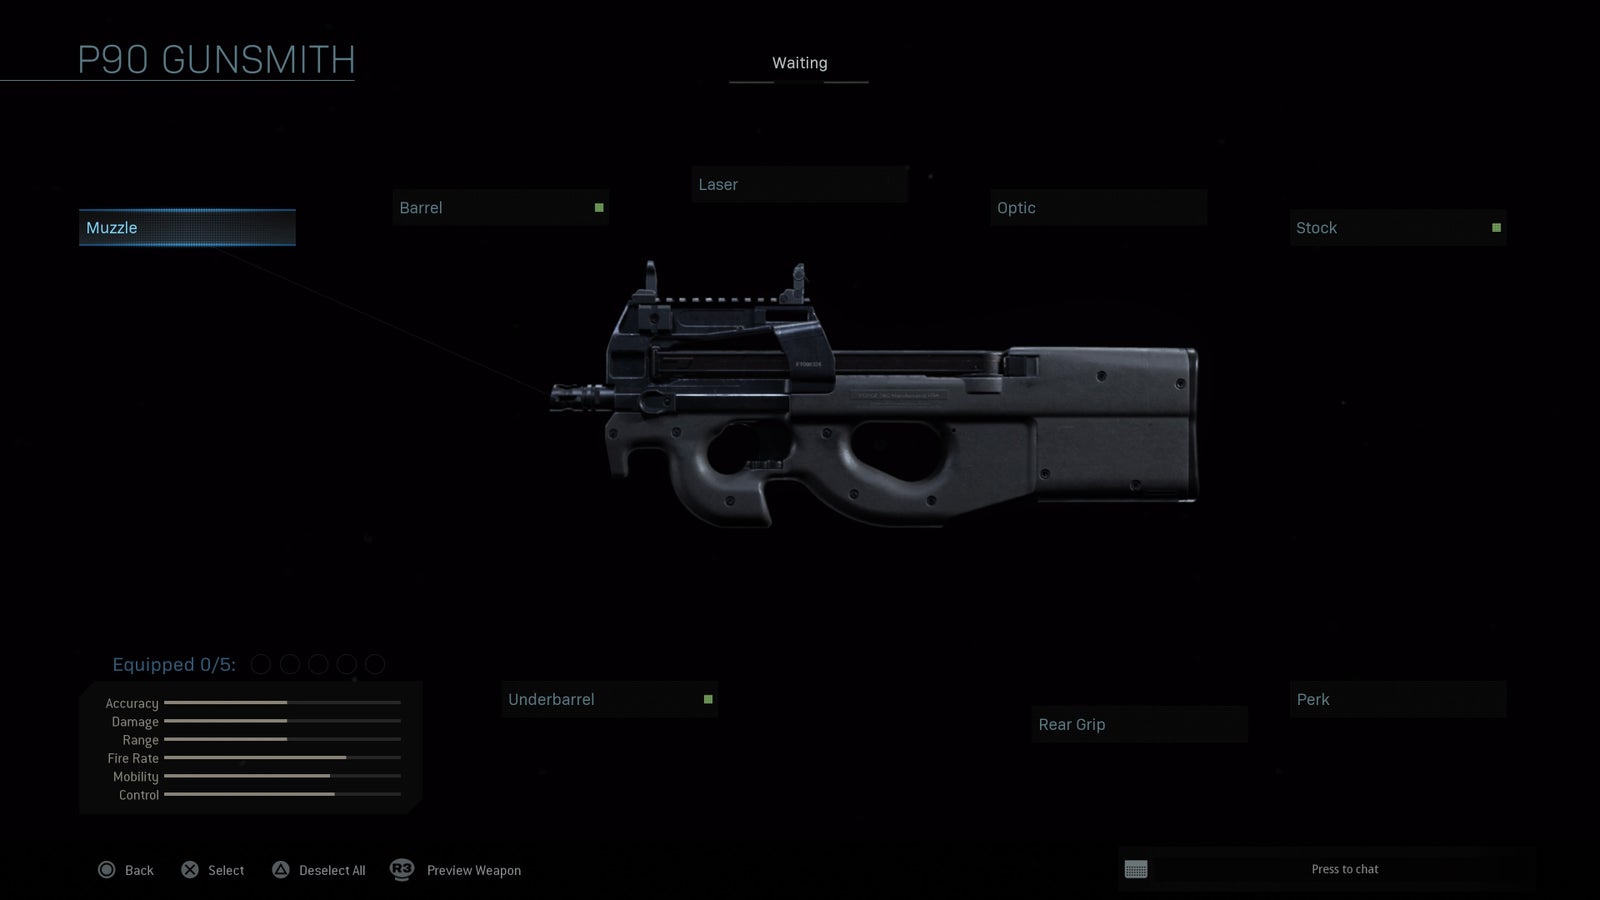 P90 GUNSMITH
Waiting
Laser
Barrel
Optic
Muzzle
Stock
Equipped 0/5:
Accuracy
Damage
Range
Fire Rate
Mobility
Control
Underbarrel
Perk
Rear Grip
Back
Select
Deselect All
R3
Preview Weapon
Press to chat